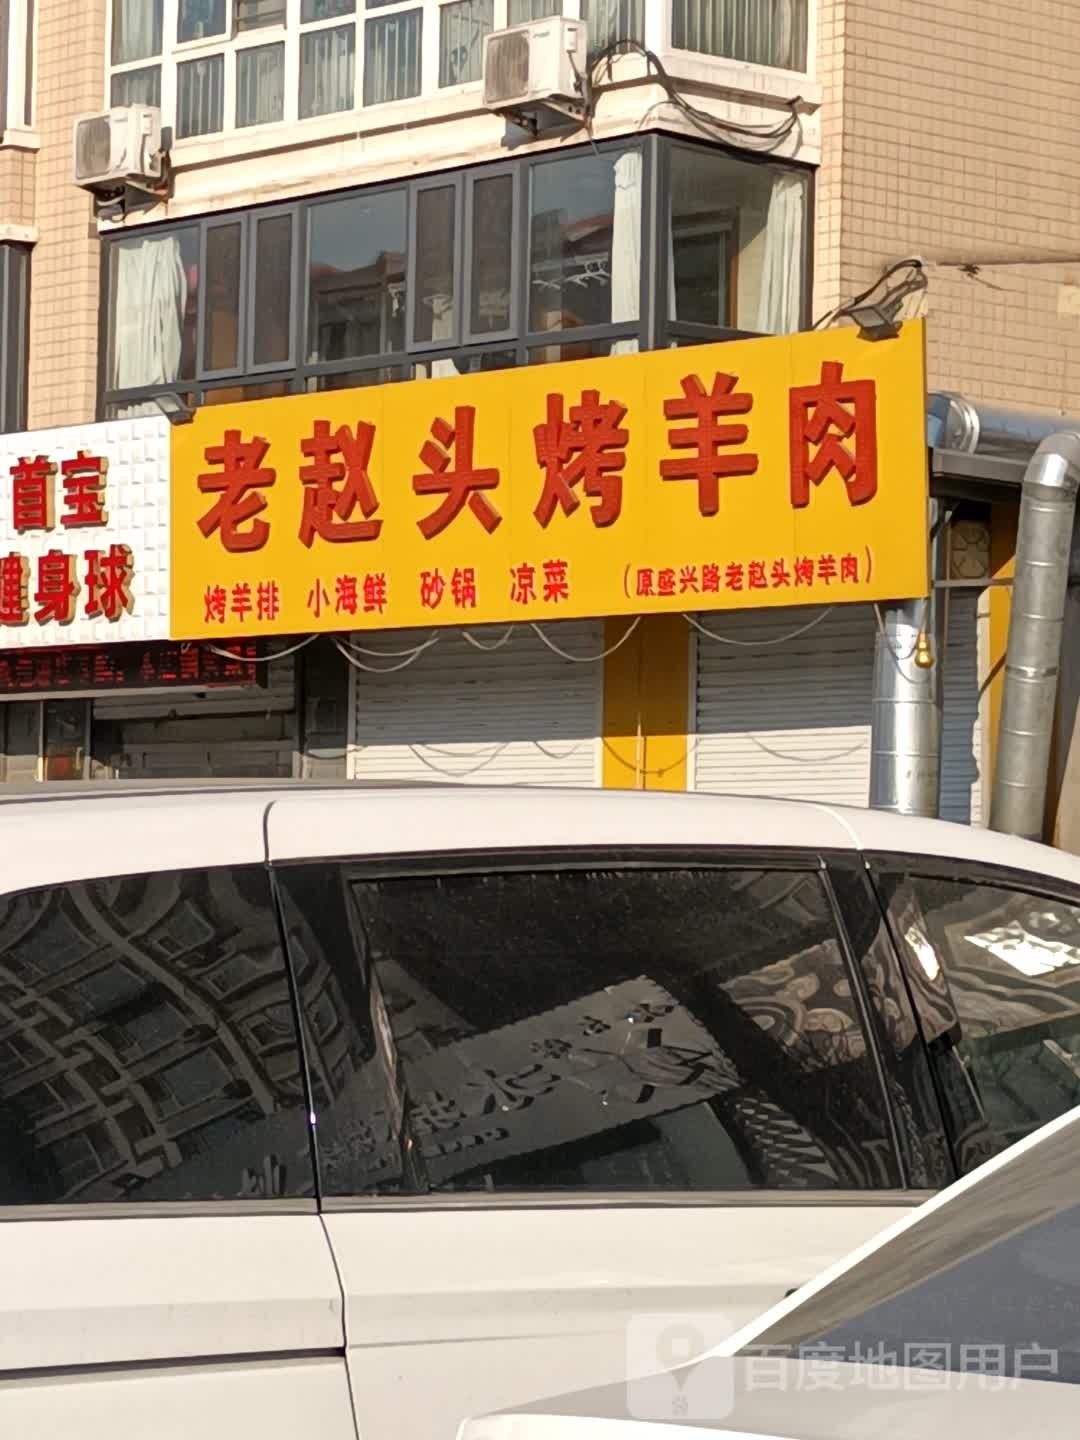 老赵头烤羊肉
烤羊排 小海鲜 砂锅 凉菜 (原盛兴路老赵头烤羊肉)
首宝
健身球
百度地图用户